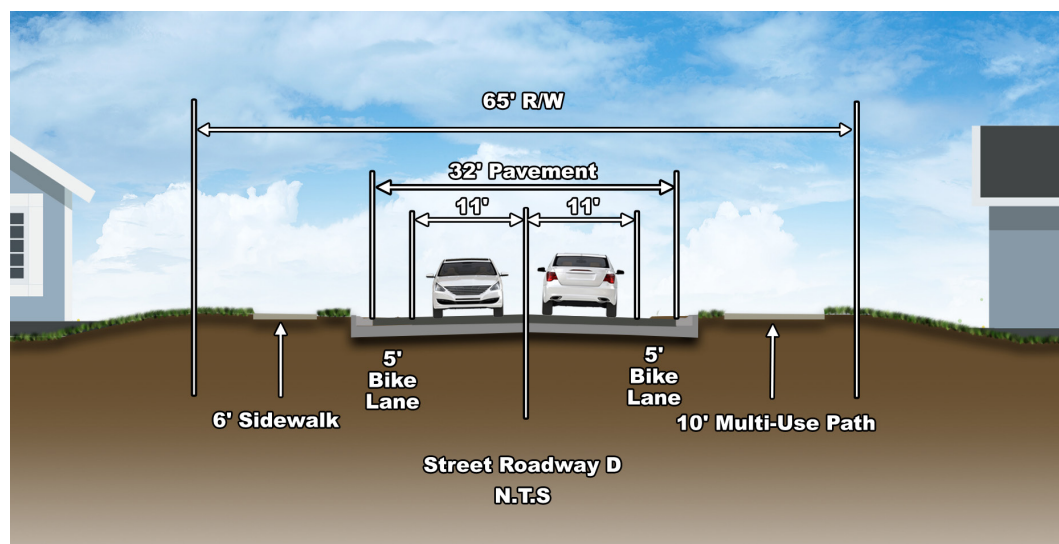 65' R/W
32' Pavement
11'
11'
5'
Bike
Lane
5'
Bike
Lane
6' Sidewalk
10' Multi-Use Path
Street Roadway D
N.T.S